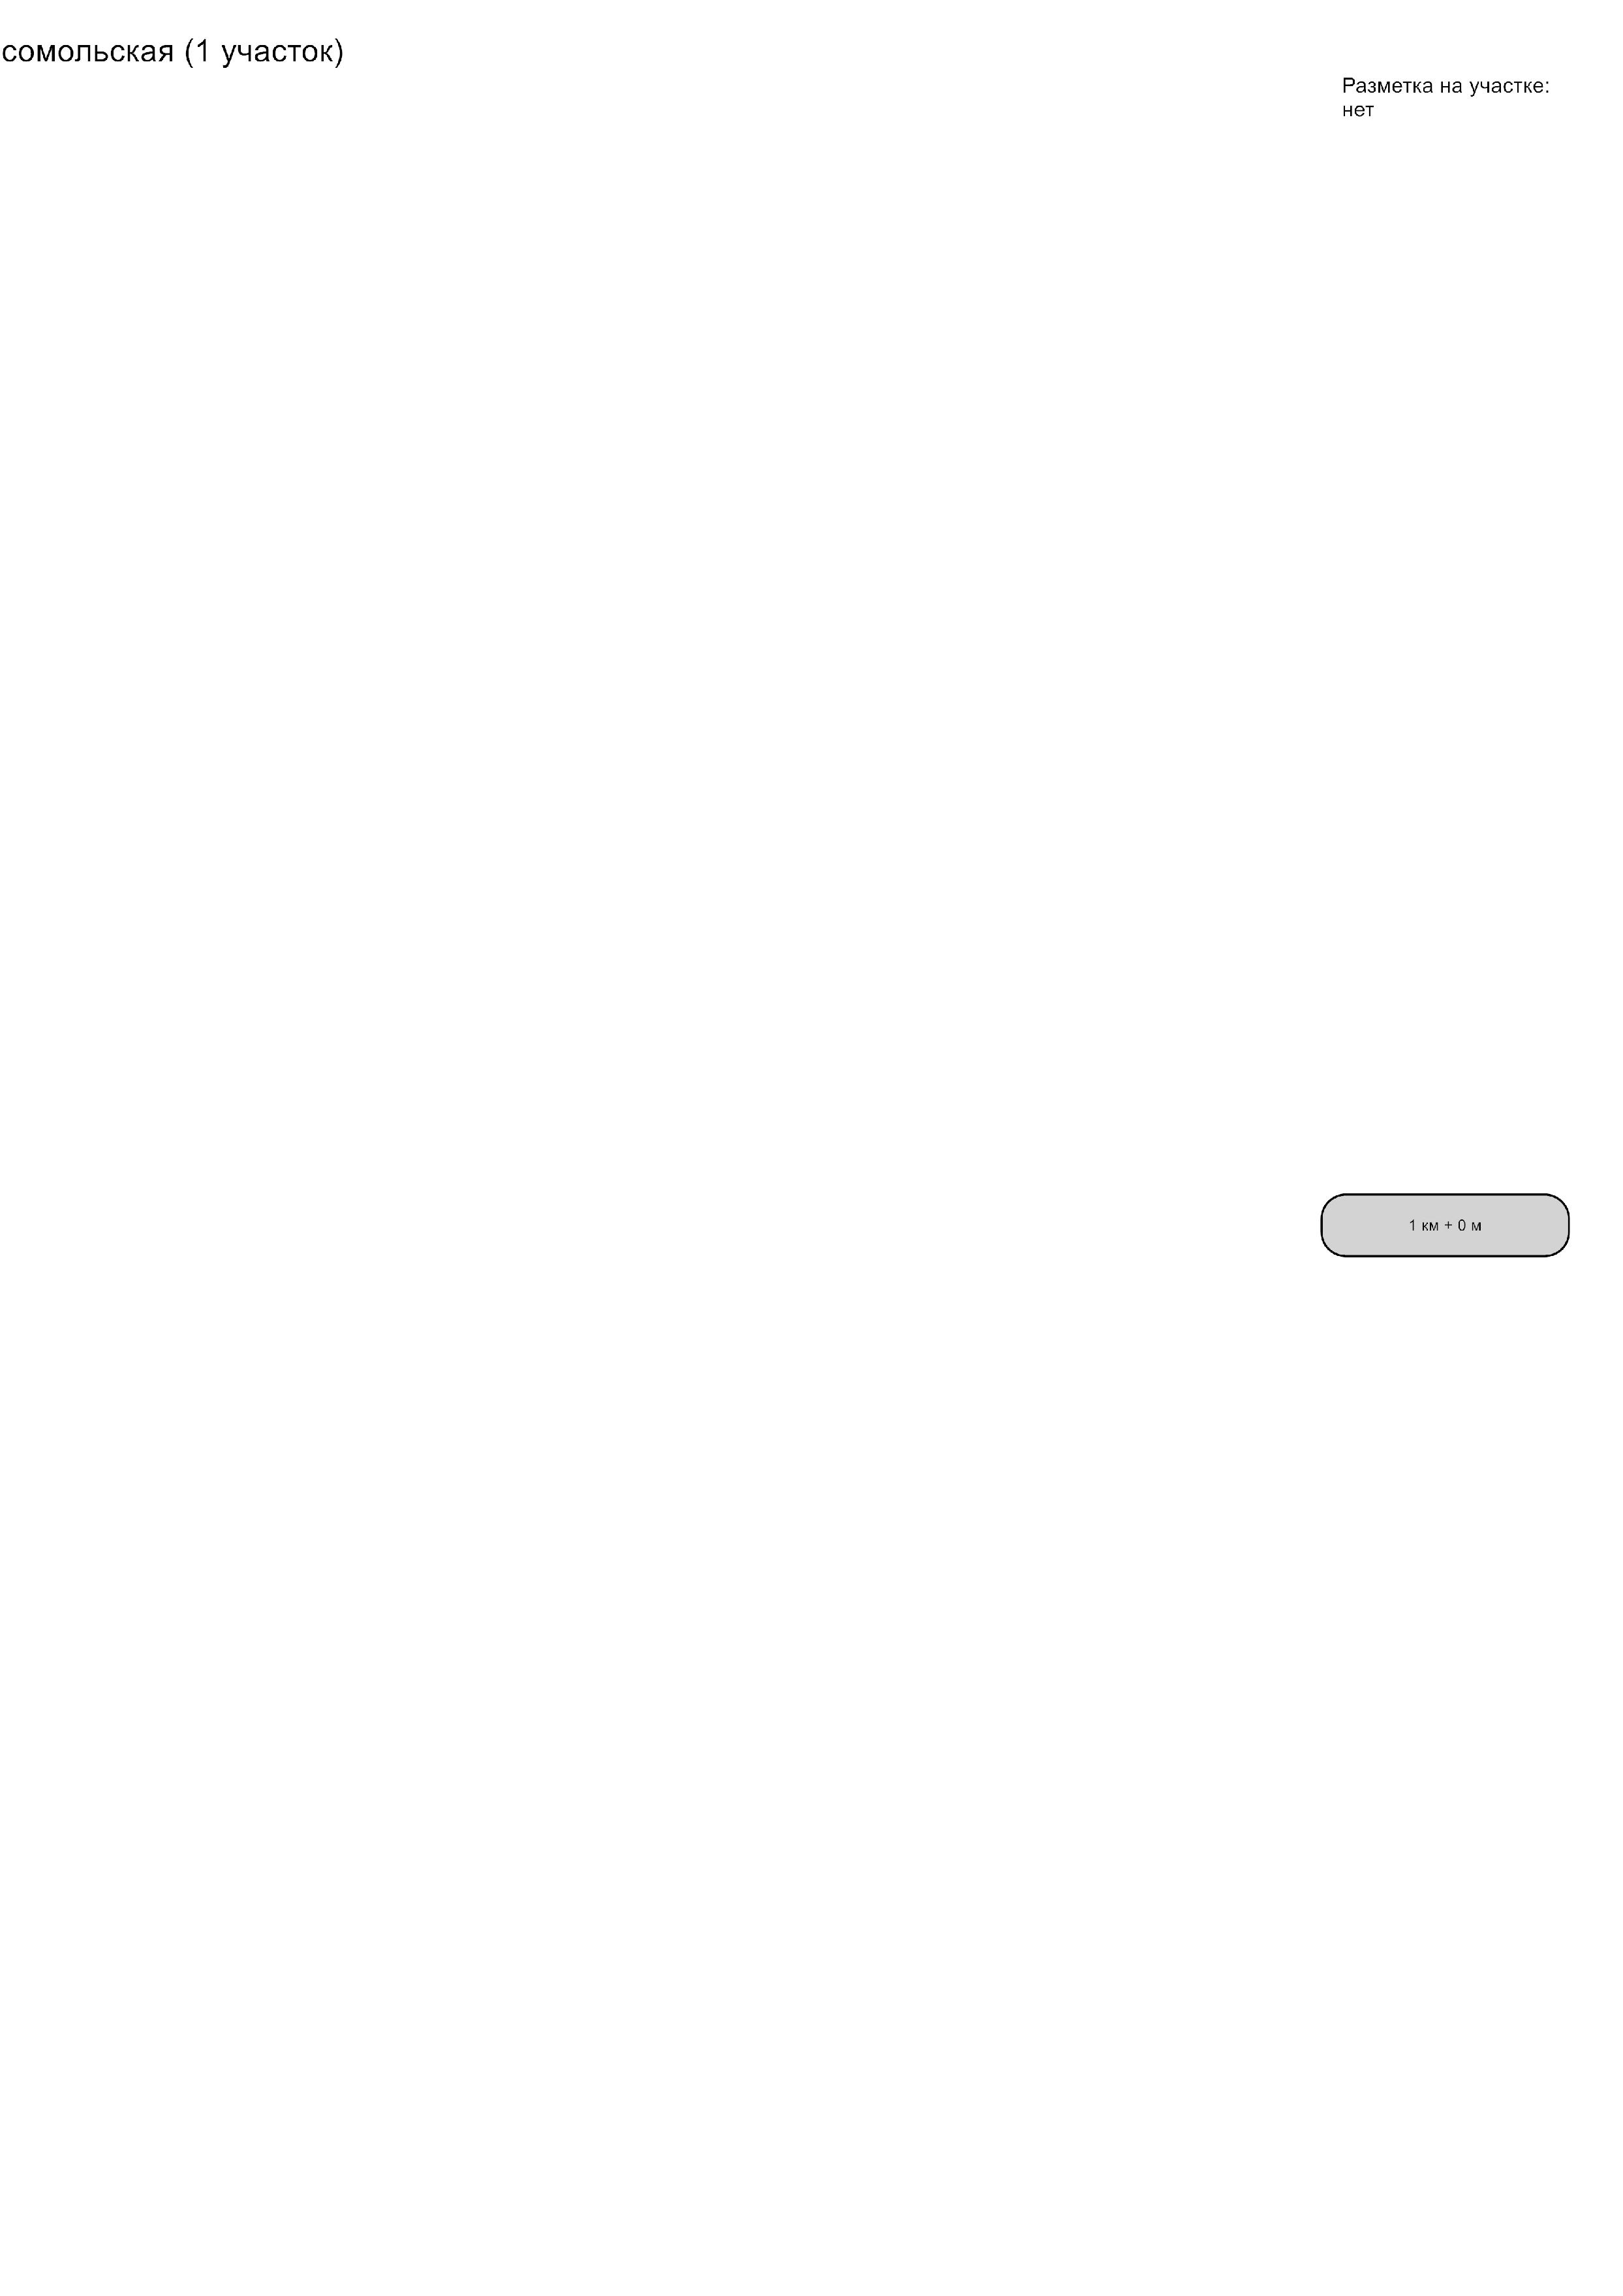 сомольская (1 участок)
Разметка на участке:
нет
1 км + 0 м